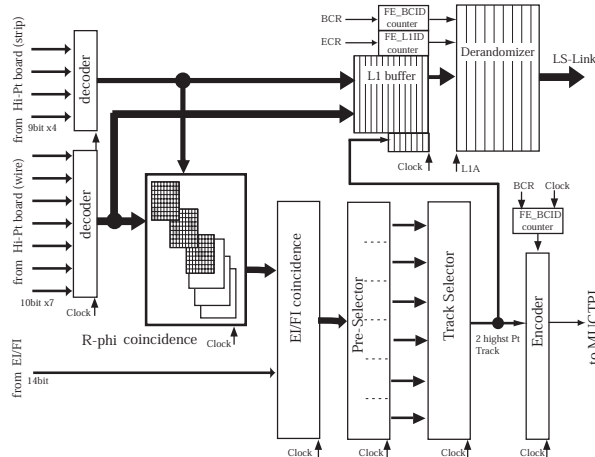 BCR
FE_BCID
counter
ECR
FE_L1ID
counter
Derandomizer
LS-Link
from Hi-Pt board (strip)
9bit x4
decoder
L1 buffer
Clock
L1A
from Hi-Pt board (wire)
10bit x7
decoder
Clock
R-phi coincidence
Clock
BCR
Clock
FE_BCID
counter
EI/FI coincidence
Pre-Selector
Track Selector
2 highst Pt
Track
Encoder
to MUCTPI
from EI/FI
14bit
Clock
Clock
Clock
Clock